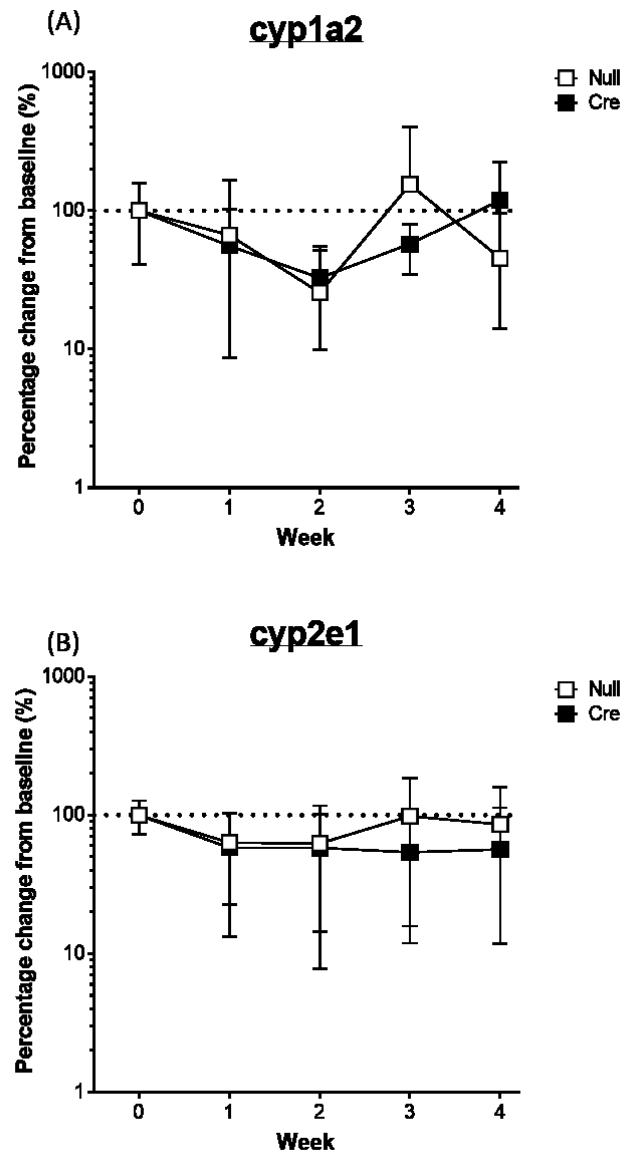 (A)
cyp1a2
Percentage change from baseline (%)
1000
100
10
1
0 1 2 3 4
Week
Null
Cre
(B)
cyp2e1
Percentage change from baseline (%)
1000
100
10
1
0 1 2 3 4
Week
Null
Cre